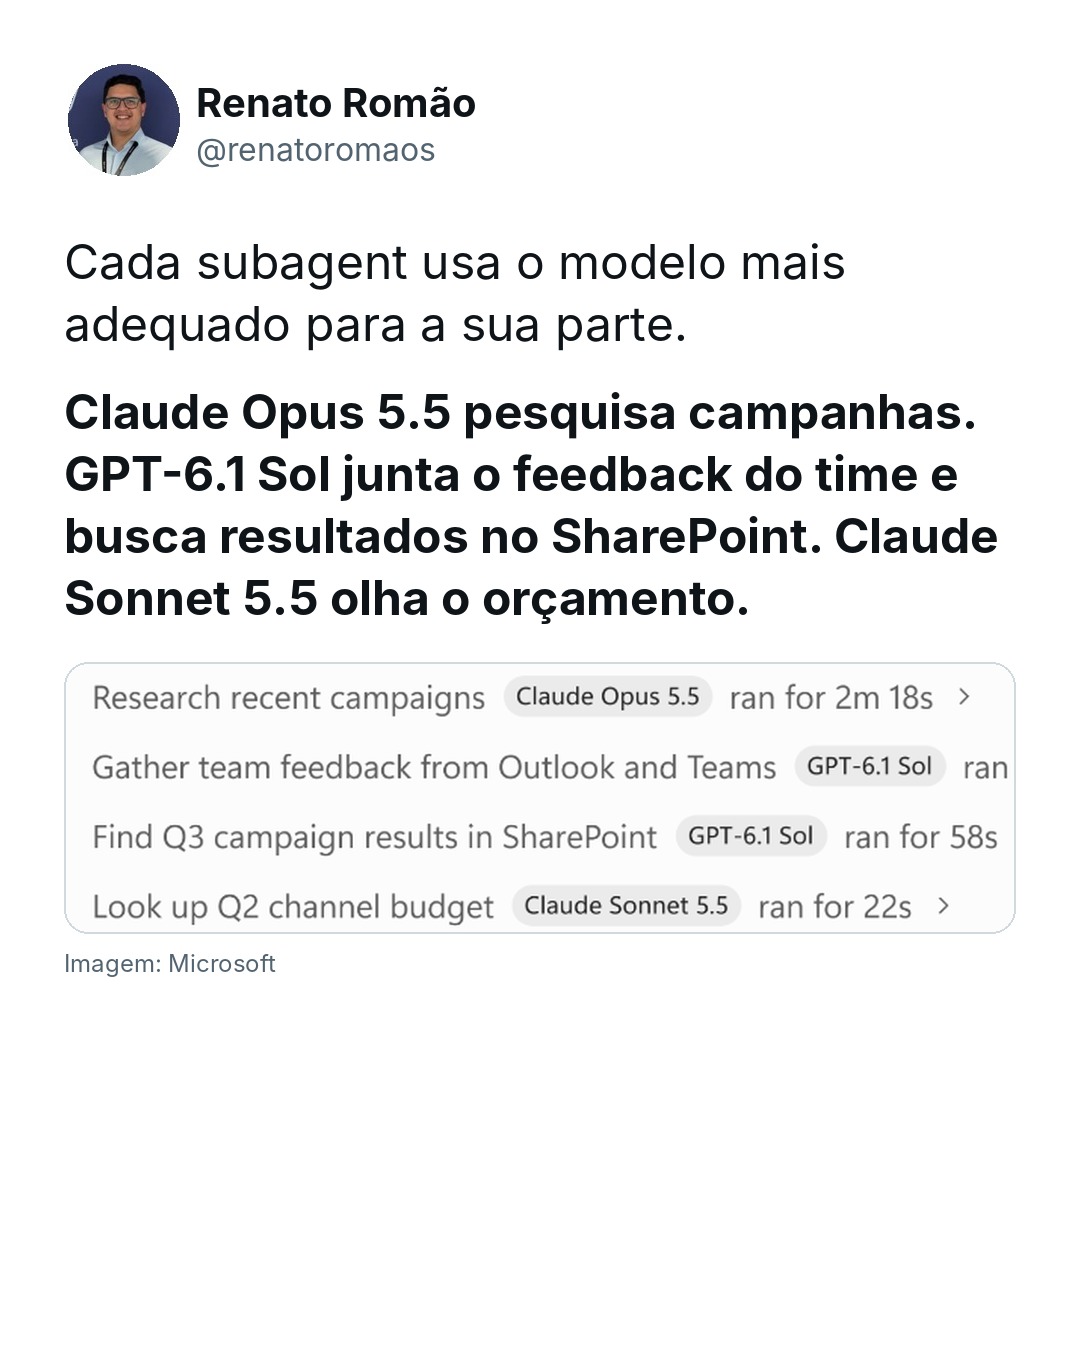 Renato Romão
@renatoromaos
Cada subagent usa o modelo mais
adequado para a sua parte.
Claude Opus 5.5 pesquisa campanhas.
GPT-6.1 Sol junta o feedback do time e
busca resultados no SharePoint. Claude
Sonnet 5.5 olha o orçamento.
Research recent campaigns Claude Opus 5.5 ran for 2m 18s >
Gather team feedback from Outlook and Teams GPT-6.1 Sol ran
Find Q3 campaign results in SharePoint GPT-6.1 Sol ran for 58s
Look up Q2 channel budget Claude Sonnet 5.5 ran for 22s >
Imagem: Microsoft